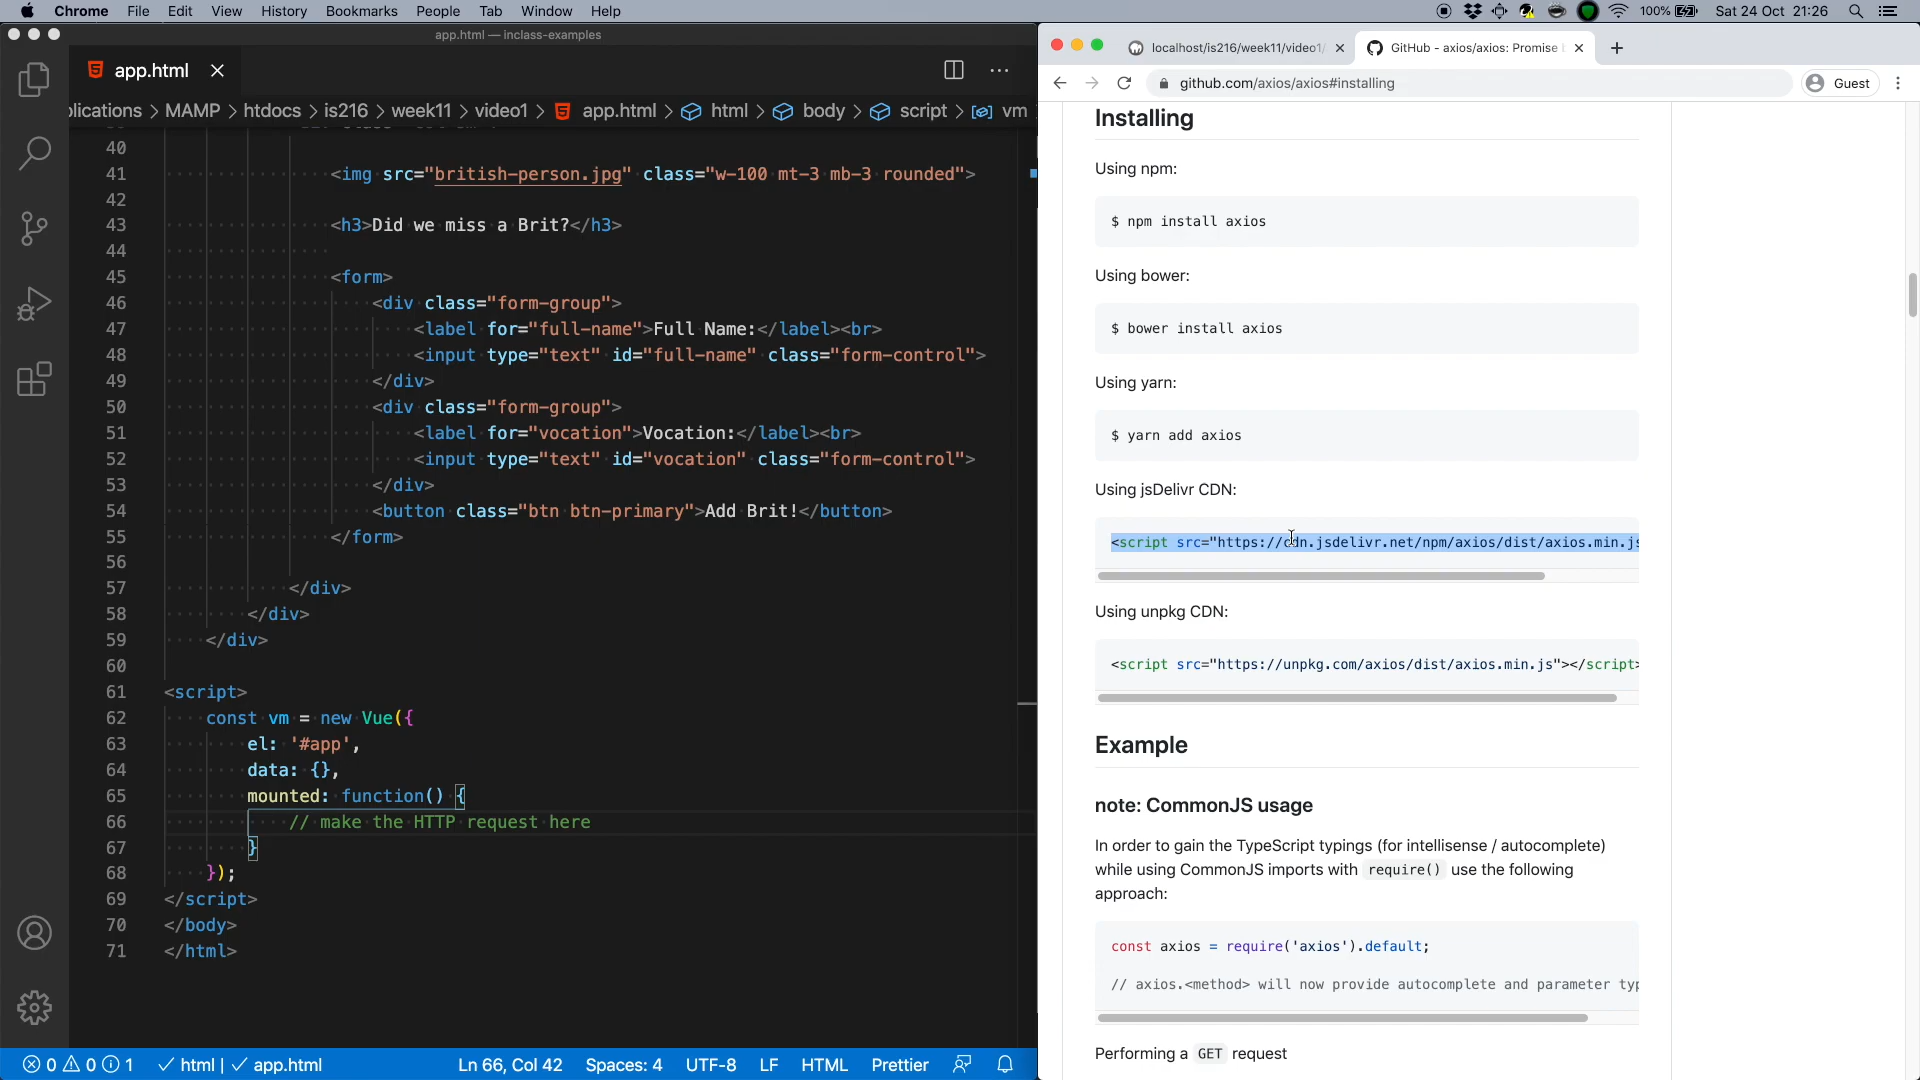 Chrome File Edit View History Bookmarks People Tab Window Help 100% Sat 24 Oct 21:26
app.html — inclass-examples
app.html
plications > MAMP > htdocs > is216 > week11 > video1 > app.html > html > body > script > vm
40
41 <img src="british-person.jpg" class="w-100 mt-3 mb-3 rounded">
42
43 <h3>Did we miss a Brit?</h3>
44
45 <form>
46 <div class="form-group">
47 <label for="full-name">Full Name:</label><br>
48 <input type="text" id="full-name" class="form-control">
49 </div>
50 <div class="form-group">
51 <label for="vocation">Vocation:</label><br>
52 <input type="text" id="vocation" class="form-control">
53 </div>
54 <button class="btn btn-primary">Add Brit!</button>
55 </form>
56
57 </div>
58 </div>
59 </div>
60
61 <script>
62 const vm = new Vue({
63 el: '#app',
64 data: {},
65 mounted: function() {
66 // make the HTTP request here
67 }
68 });
69 </script>
70 </body>
71 </html>
0 0 1 html | app.html Ln 66, Col 42 Spaces: 4 UTF-8 LF HTML Prettier
localhost/is216/week11/video1/ GitHub - axios/axios: Promise
github.com/axios/axios#installing Guest
Installing
Using npm:
$ npm install axios
Using bower:
$ bower install axios
Using yarn:
$ yarn add axios
Using jsDelivr CDN:
<script src="https://cdn.jsdelivr.net/npm/axios/dist/axios.min.js
Using unpkg CDN:
<script src="https://unpkg.com/axios/dist/axios.min.js"></script>
Example
note: CommonJS usage
In order to gain the TypeScript typings (for intellisense / autocomplete)
while using CommonJS imports with require() use the following
approach:
const axios = require('axios').default;
// axios.<method> will now provide autocomplete and parameter typ
Performing a GET request